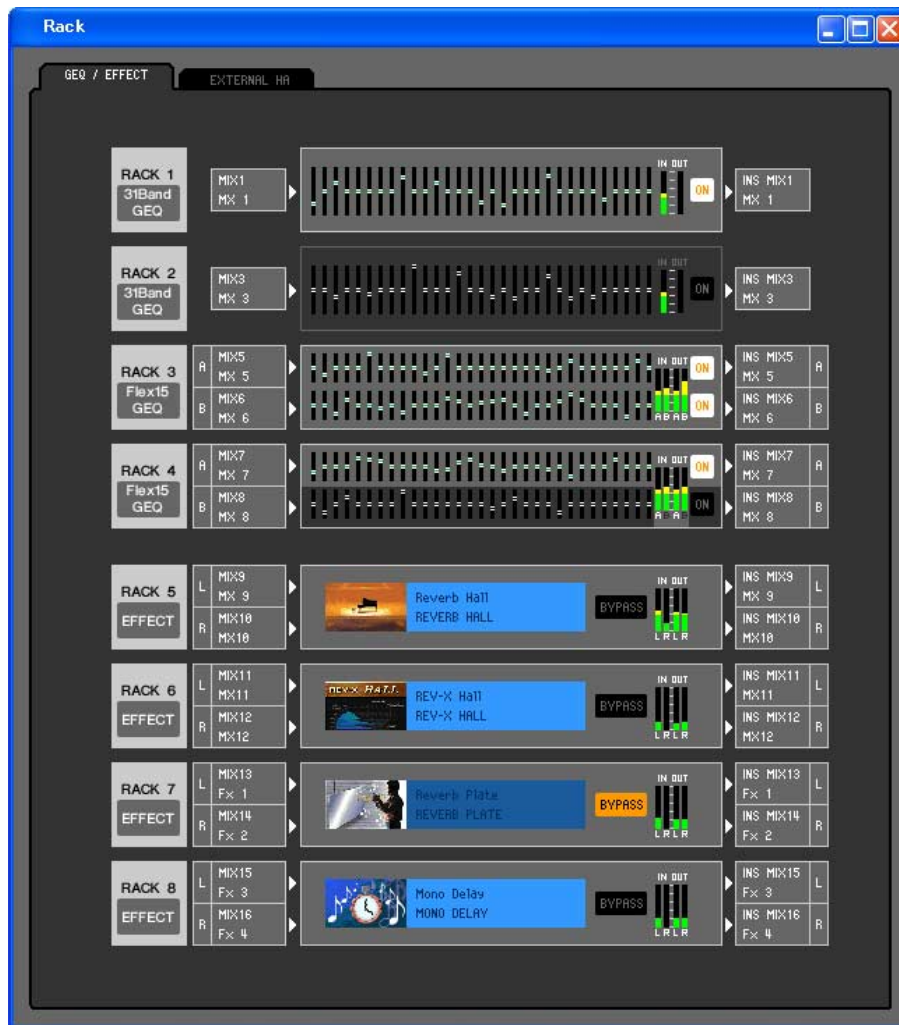 Rack
GEQ / EFFECT
EXTERNAL HA
RACK 1
31Band
GEQ
MIX1
MX 1
IN OUT
ON
INS MIX1
MX 1
RACK 2
31Band
GEQ
MIX3
MX 3
IN OUT
ON
INS MIX3
MX 3
RACK 3
Flex15
GEQ
A
MIX5
MX 5
B
MIX6
MX 6
IN OUT
ABAB
ON
ON
INS MIX5
MX 5
A
INS MIX6
MX 6
B
RACK 4
Flex15
GEQ
A
MIX7
MX 7
B
MIX8
MX 8
IN OUT
ABAB
ON
ON
INS MIX7
MX 7
A
INS MIX8
MX 8
B
RACK 5
EFFECT
L
MIX9
MX 9
R
MIX10
MX10
Reverb Hall
REVERB HALL
BYPASS
IN OUT
LRLR
INS MIX9
MX 9
L
INS MIX10
MX10
R
RACK 6
EFFECT
L
MIX11
MX11
R
MIX12
MX12
REV-X HALL
REV-X Hall
REV-X HALL
BYPASS
IN OUT
LRLR
INS MIX11
MX11
L
INS MIX12
MX12
R
RACK 7
EFFECT
L
MIX13
Fx 1
R
MIX14
Fx 2
Reverb Plate
REVERB PLATE
BYPASS
IN OUT
LRLR
INS MIX13
Fx 1
L
INS MIX14
Fx 2
R
RACK 8
EFFECT
L
MIX15
Fx 3
R
MIX16
Fx 4
Mono Delay
MONO DELAY
BYPASS
IN OUT
LRLR
INS MIX15
Fx 3
L
INS MIX16
Fx 4
R